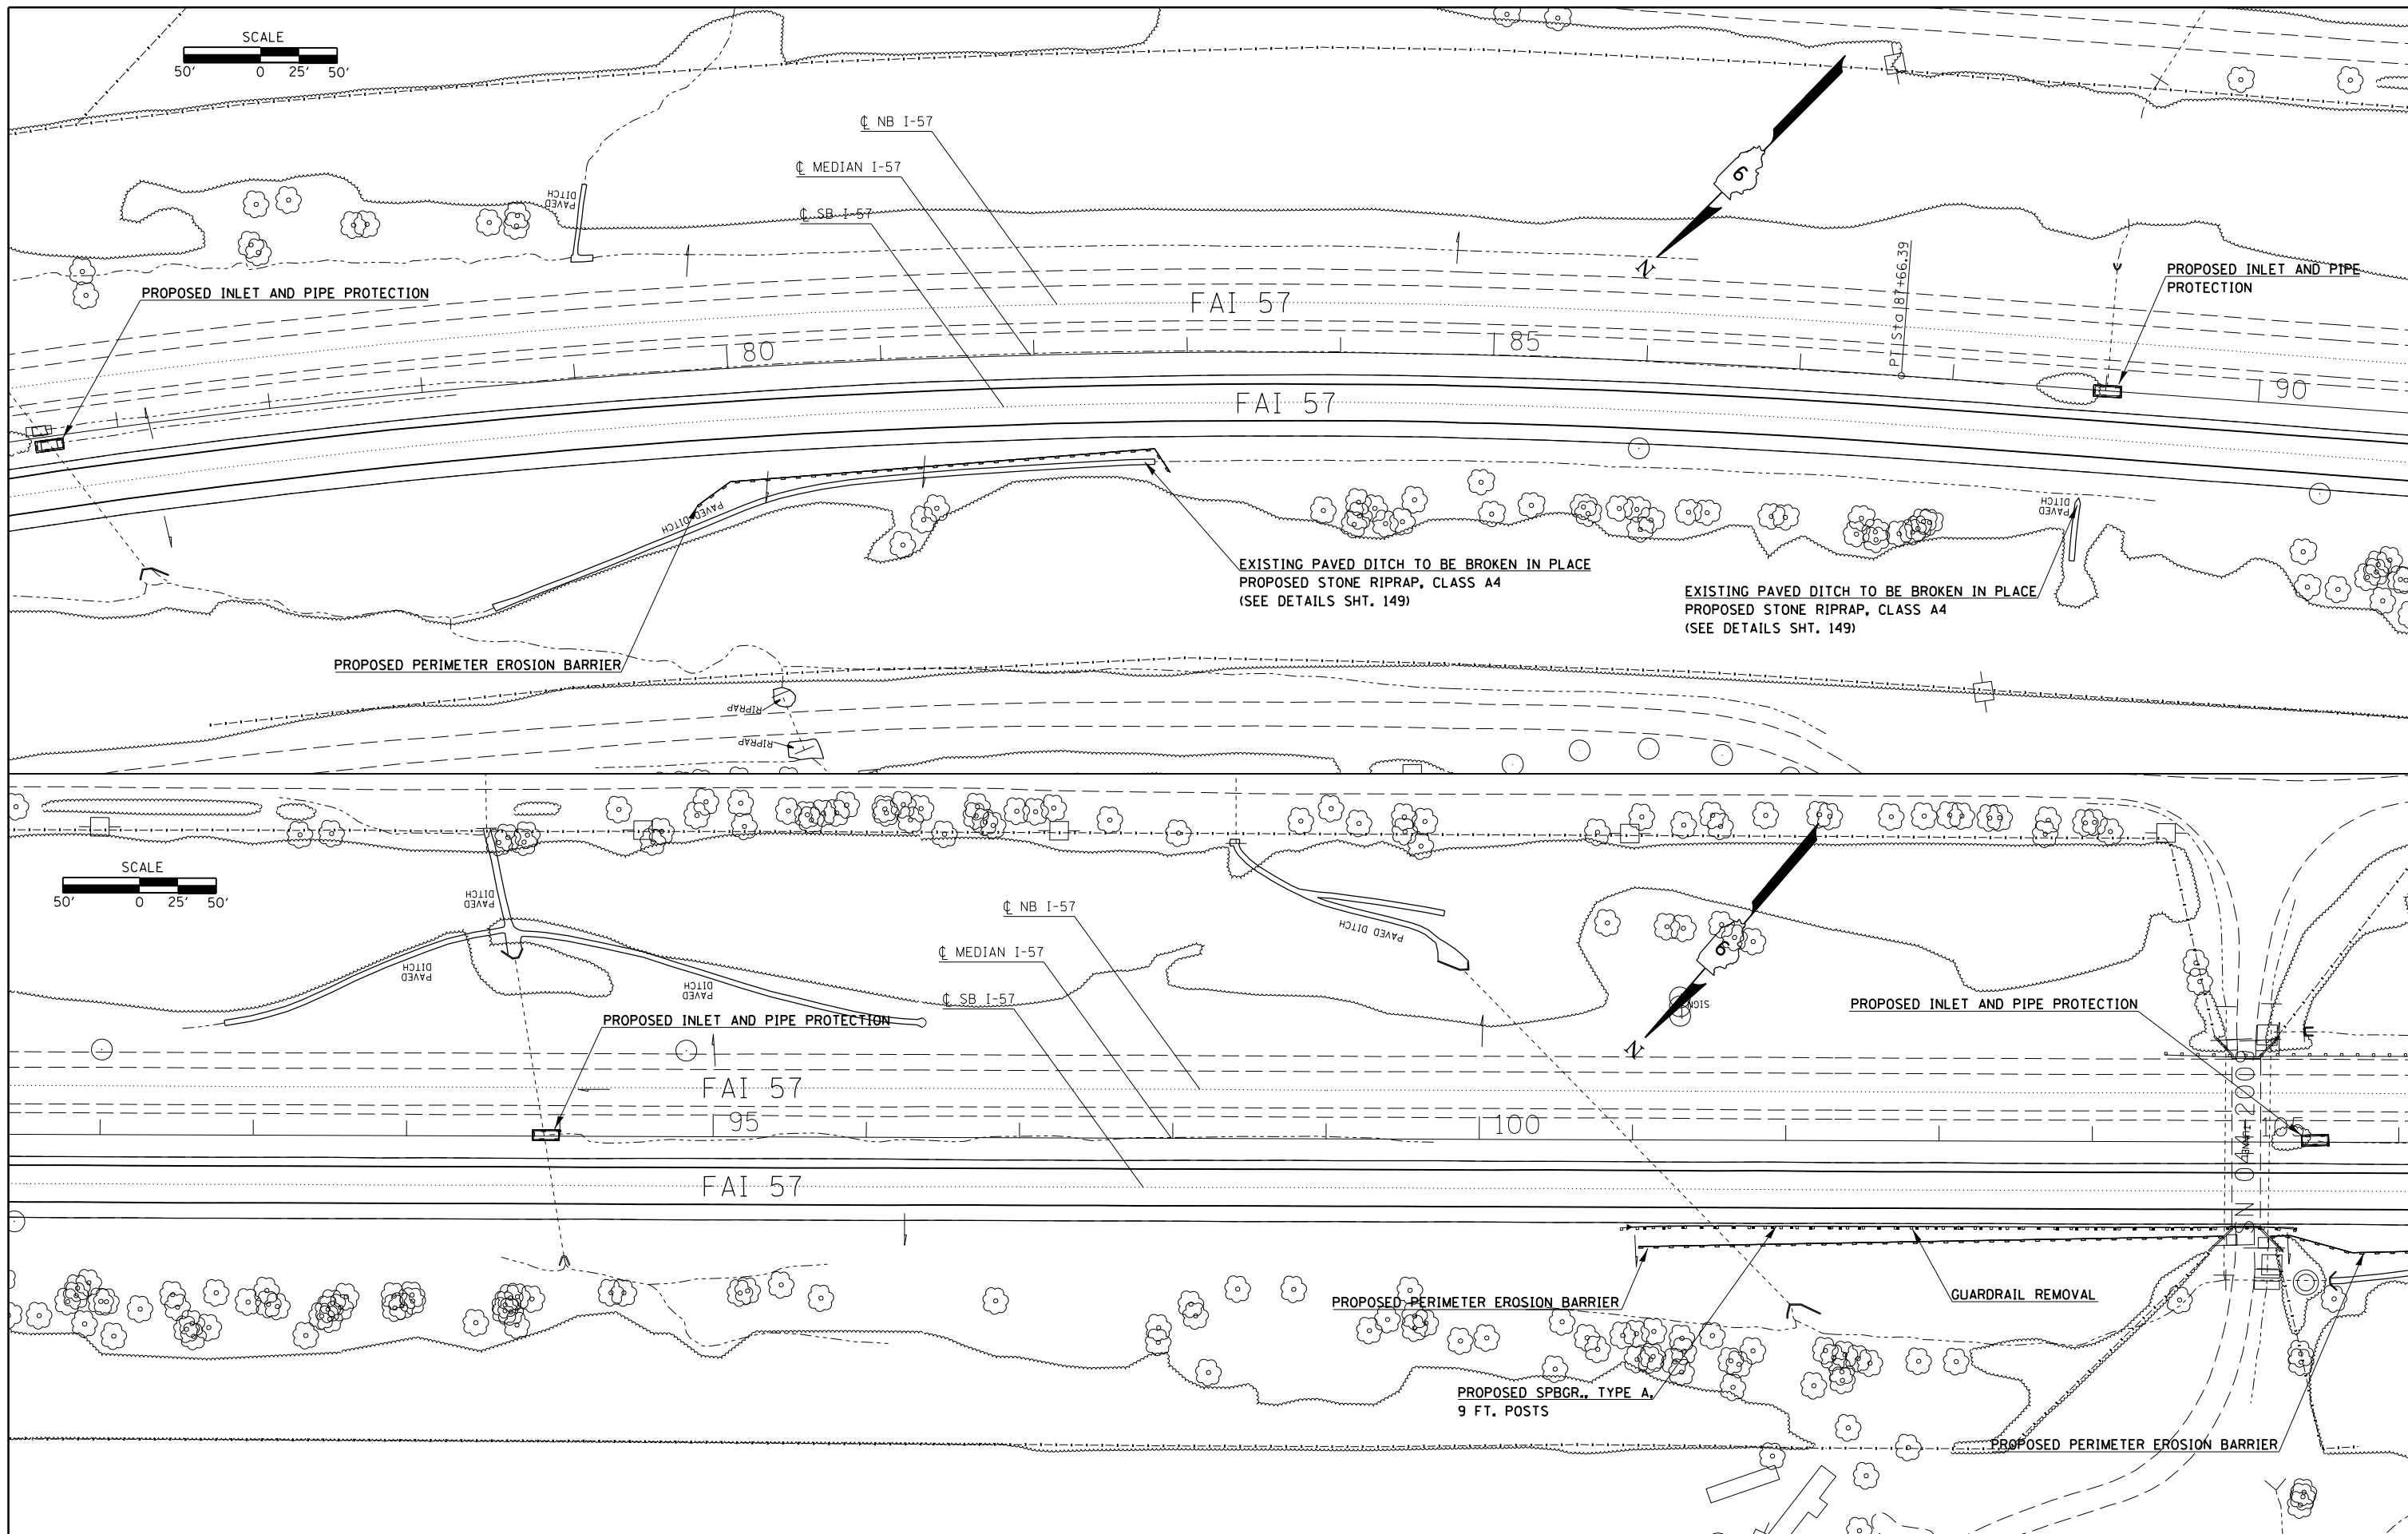 SCALE
50' 0 25' 50'
℄ NB I-57
℄ MEDIAN I-57
℄ SB I-57
PAVED
DITCH
6
N
PT Sta 87+66.39
PROPOSED INLET AND PIPE PROTECTION
PROPOSED INLET AND PIPE
PROTECTION
FAI 57
80
85
90
FAI 57
PAVED DITCH
PAVED
DITCH
EXISTING PAVED DITCH TO BE BROKEN IN PLACE
PROPOSED STONE RIPRAP, CLASS A4
(SEE DETAILS SHT. 149)
EXISTING PAVED DITCH TO BE BROKEN IN PLACE
PROPOSED STONE RIPRAP, CLASS A4
(SEE DETAILS SHT. 149)
PROPOSED PERIMETER EROSION BARRIER
RIPRAP
RIPRAP
SCALE
50' 0 25' 50'
PAVED
DITCH
℄ NB I-57
PAVED DITCH
℄ MEDIAN I-57
6
PAVED
DITCH
PAVED
DITCH
℄ SB I-57
SIGN
N
PROPOSED INLET AND PIPE PROTECTION
PROPOSED INLET AND PIPE PROTECTION
FAI 57
95
100
FAI 57
PROPOSED PERIMETER EROSION BARRIER
GUARDRAIL REMOVAL
PROPOSED SPBGR., TYPE A,
9 FT. POSTS
PROPOSED PERIMETER EROSION BARRIER